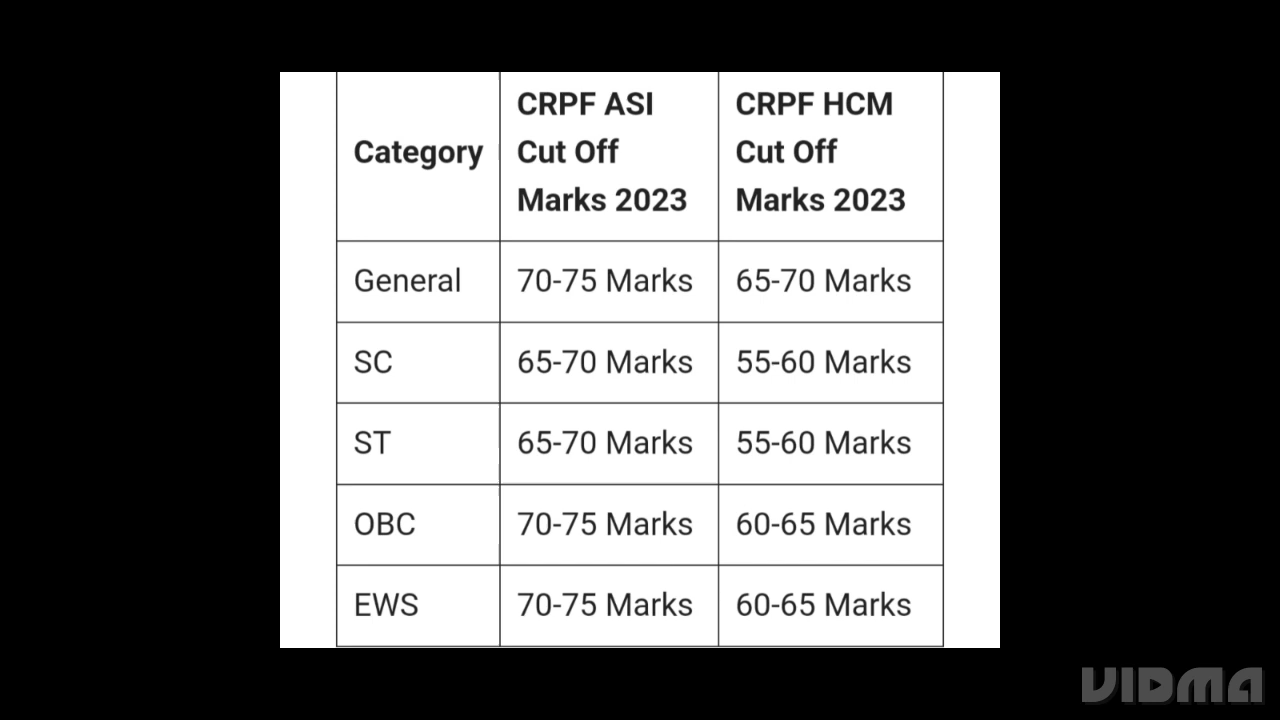 Category CRPF ASI Cut Off Marks 2023 CRPF HCM Cut Off Marks 2023
General 70-75 Marks 65-70 Marks
SC 65-70 Marks 55-60 Marks
ST 65-70 Marks 55-60 Marks
OBC 70-75 Marks 60-65 Marks
EWS 70-75 Marks 60-65 Marks
VIDMA